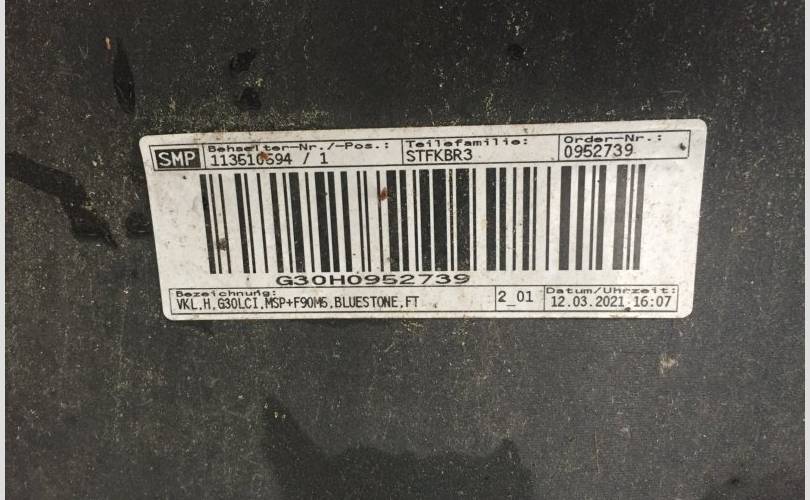 SMP Behaelter-Nr./-Pos.: Teilefamilie: Order-Nr.:
113510694 / 1 STFKBR3 0952739
G30H0952739
Bezeichnung: 2_01 Datum/Uhrzeit:
VKL,H,G30LCI,MSP+F90M5,BLUESTONE,FT 12.03.2021 16:07